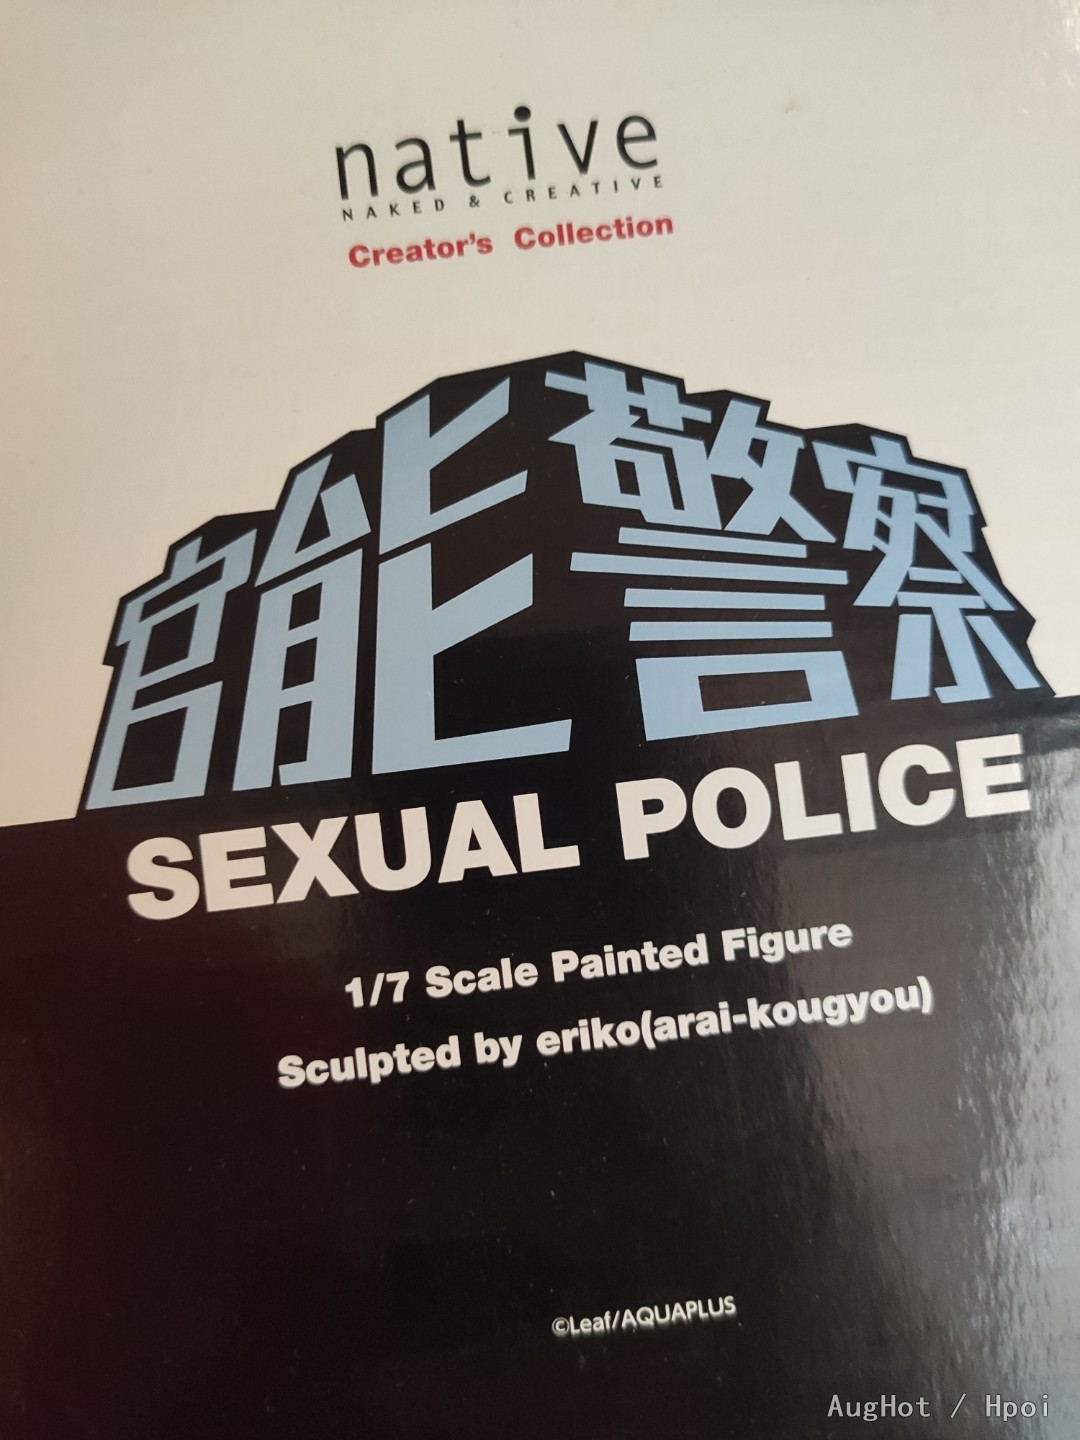 native
NAKED & CREATIVE
Creator's Collection
官能警察
SEXUAL POLICE
1/7 Scale Painted Figure
Sculpted by eriko(arai-kougyou)
©Leaf/AQUAPLUS
AugHot / Hpoi